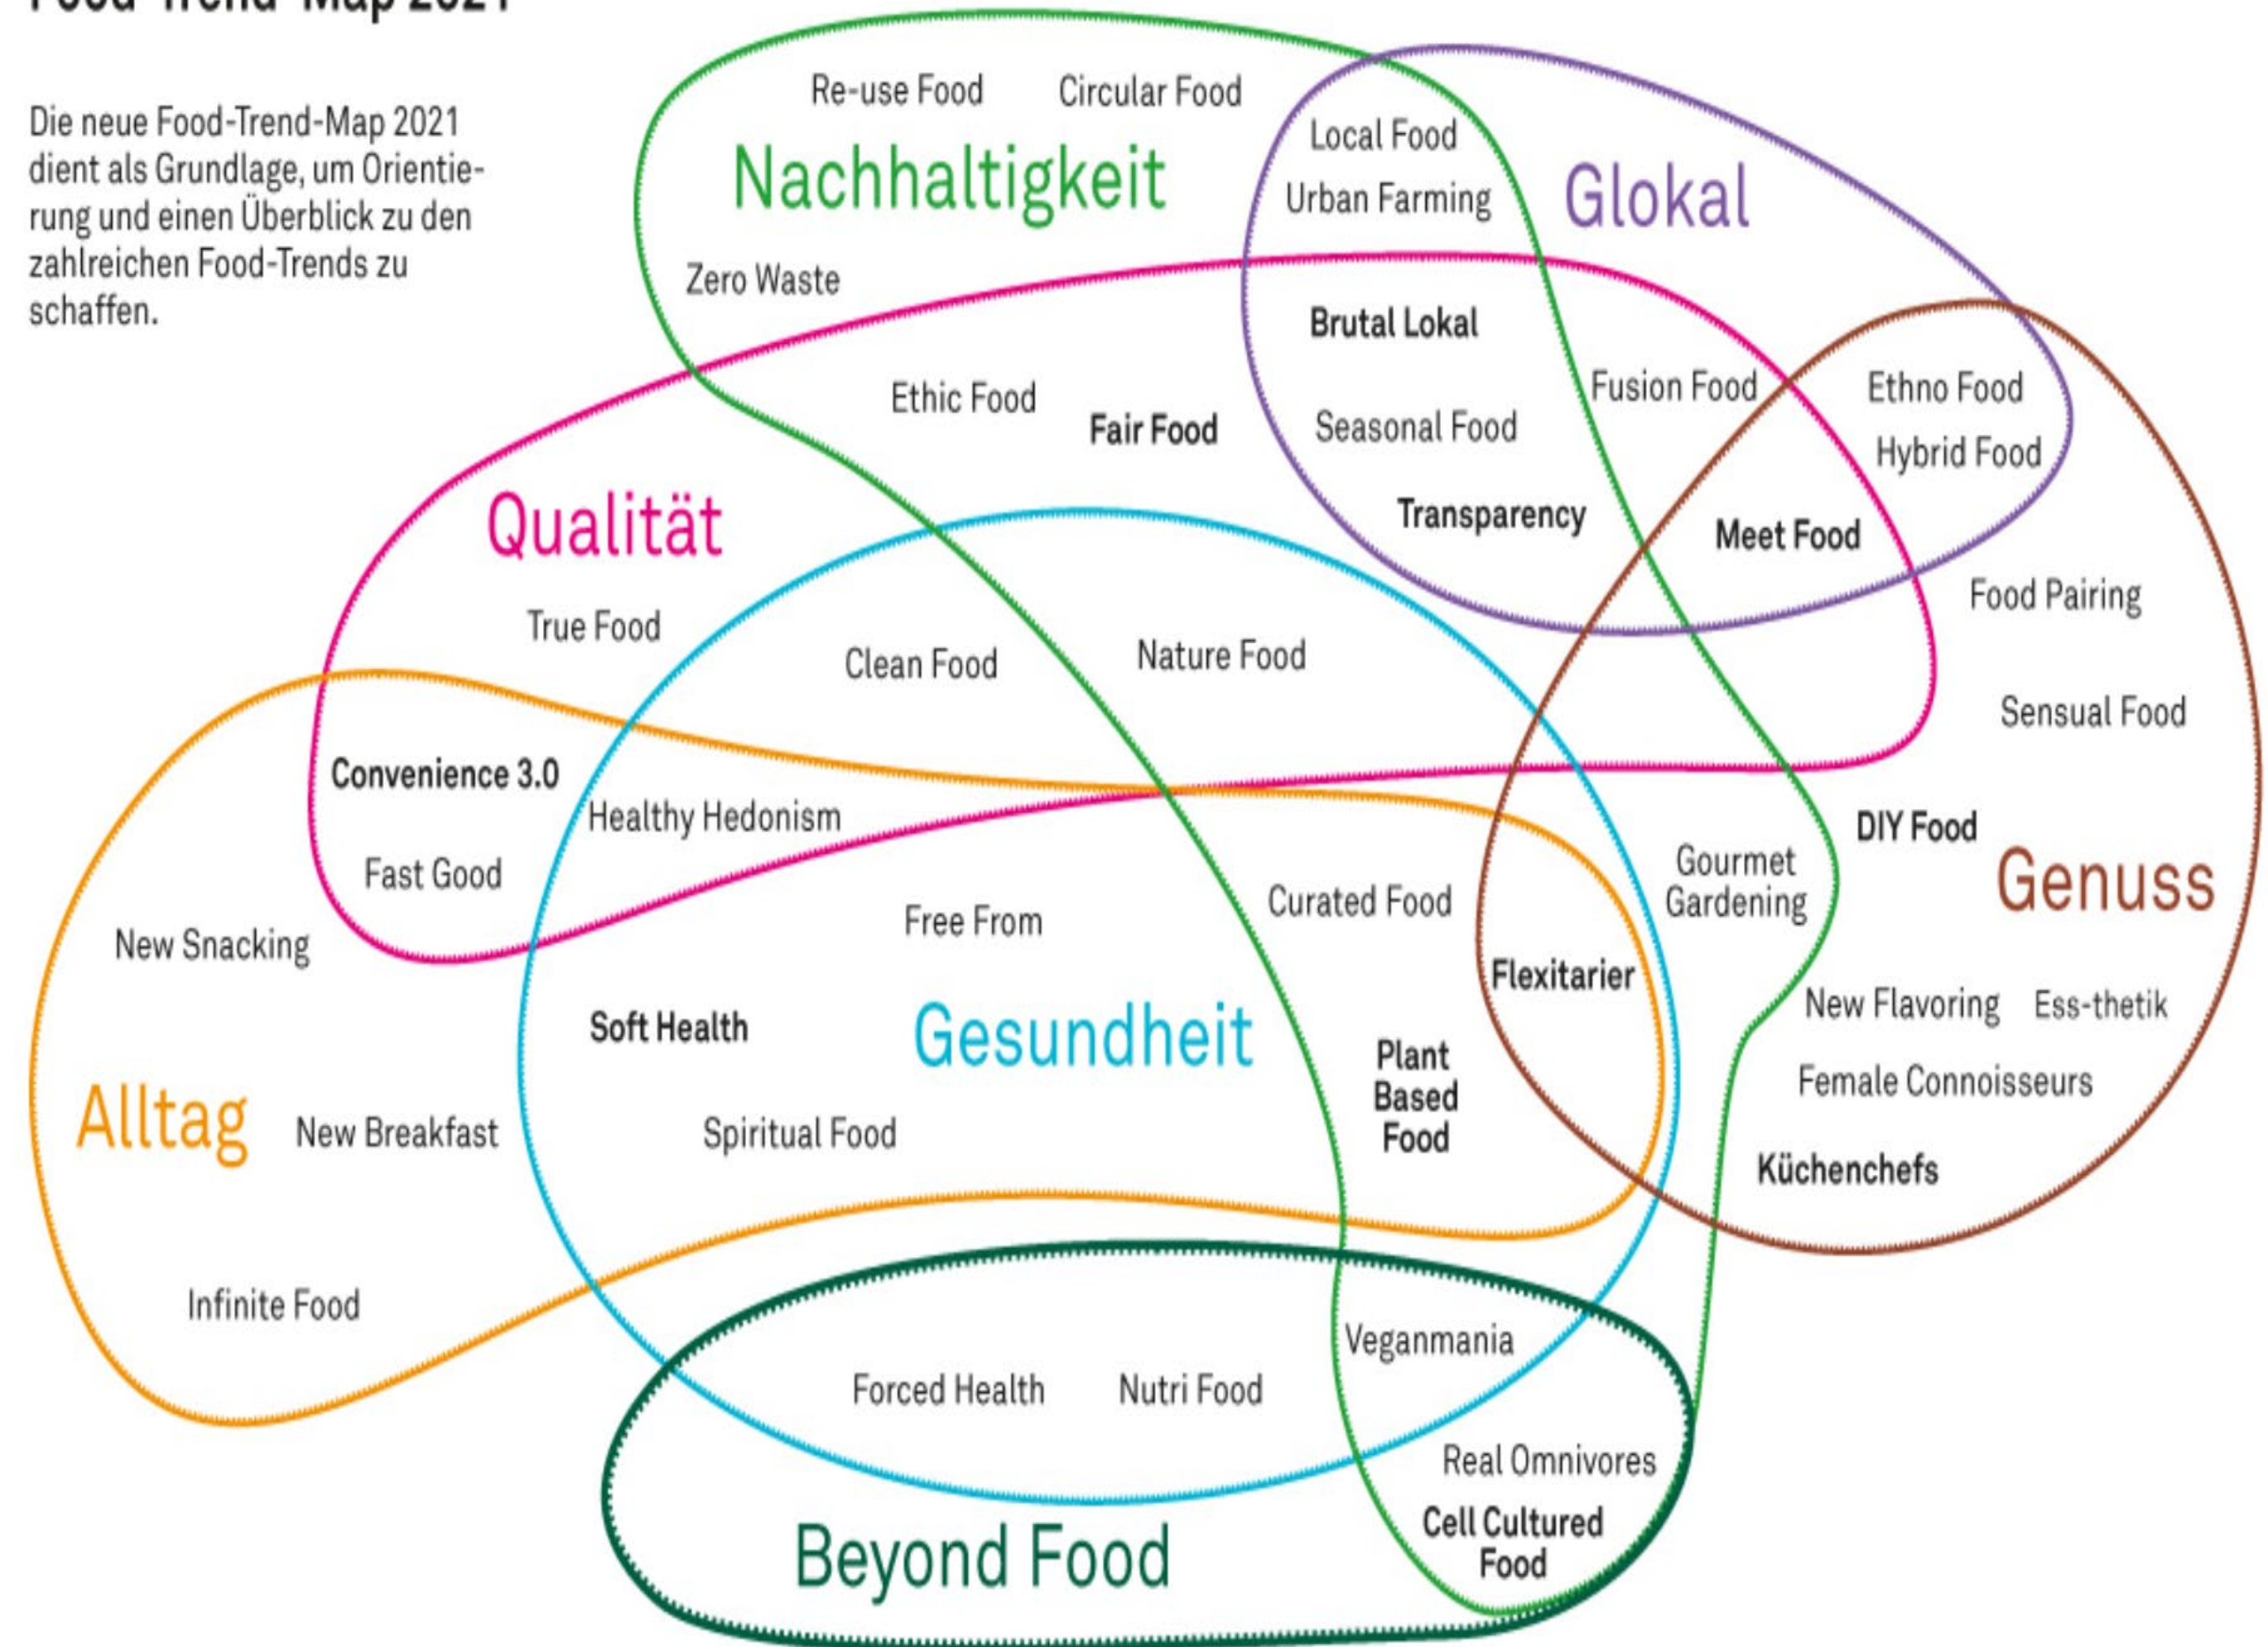 Food-Trend-Map 2021
Die neue Food-Trend-Map 2021
dient als Grundlage, um Orientie-
rung und einen Überblick zu den
zahlreichen Food-Trends zu
schaffen.
Re-use Food
Circular Food
Nachhaltigkeit
Zero Waste
Local Food
Urban Farming
Glokal
Brutal Lokal
Ethic Food
Fair Food
Seasonal Food
Fusion Food
Ethno Food
Hybrid Food
Transparency
Meet Food
Qualität
True Food
Clean Food
Nature Food
Food Pairing
Sensual Food
Convenience 3.0
Healthy Hedonism
Fast Good
DIY Food
Gourmet
Gardening
Genuss
New Snacking
Free From
Curated Food
Flexitarier
New Flavoring
Ess-thetik
Soft Health
Gesundheit
Plant
Based
Food
Female Connoisseurs
Alltag
New Breakfast
Spiritual Food
Küchenchefs
Infinite Food
Veganmania
Forced Health
Nutri Food
Real Omnivores
Cell Cultured
Food
Beyond Food